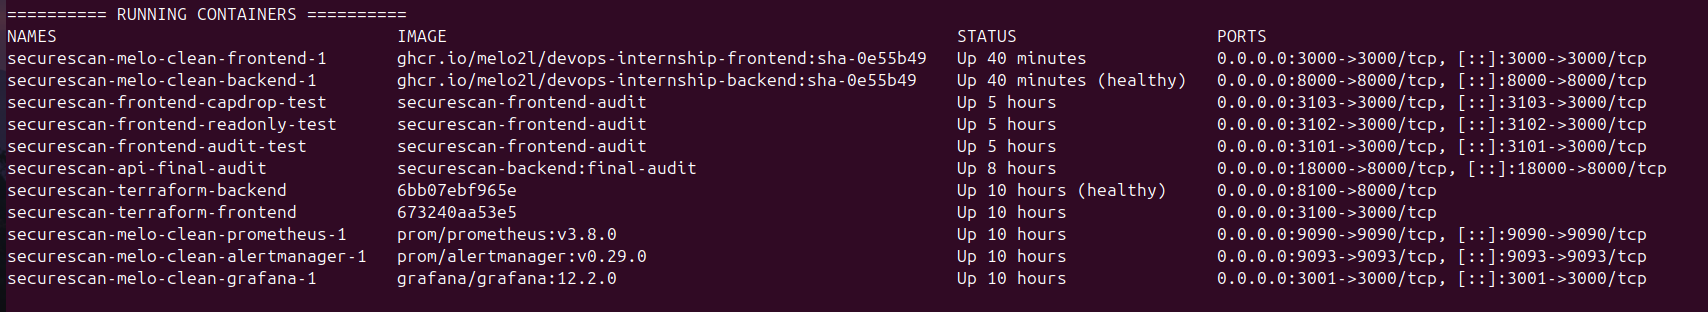 ========== RUNNING CONTAINERS ==========
NAMES IMAGE STATUS PORTS
securescan-melo-clean-frontend-1 ghcr.io/melo2l/devops-internship-frontend:sha-0e55b49 Up 40 minutes 0.0.0.0:3000->3000/tcp, [::]:3000->3000/tcp
securescan-melo-clean-backend-1 ghcr.io/melo2l/devops-internship-backend:sha-0e55b49 Up 40 minutes (healthy) 0.0.0.0:8000->8000/tcp, [::]:8000->8000/tcp
securescan-frontend-capdrop-test securescan-frontend-audit Up 5 hours 0.0.0.0:3103->3000/tcp, [::]:3103->3000/tcp
securescan-frontend-readonly-test securescan-frontend-audit Up 5 hours 0.0.0.0:3102->3000/tcp, [::]:3102->3000/tcp
securescan-frontend-audit-test securescan-frontend-audit Up 5 hours 0.0.0.0:3101->3000/tcp, [::]:3101->3000/tcp
securescan-api-final-audit securescan-backend:final-audit Up 8 hours 0.0.0.0:18000->8000/tcp, [::]:18000->8000/tcp
securescan-terraform-backend 6bb07ebf965e Up 10 hours (healthy) 0.0.0.0:8100->8000/tcp
securescan-terraform-frontend 673240aa53e5 Up 10 hours 0.0.0.0:3100->3000/tcp
securescan-melo-clean-prometheus-1 prom/prometheus:v3.8.0 Up 10 hours 0.0.0.0:9090->9090/tcp, [::]:9090->9090/tcp
securescan-melo-clean-alertmanager-1 prom/alertmanager:v0.29.0 Up 10 hours 0.0.0.0:9093->9093/tcp, [::]:9093->9093/tcp
securescan-melo-clean-grafana-1 grafana/grafana:12.2.0 Up 10 hours 0.0.0.0:3001->3000/tcp, [::]:3001->3000/tcp